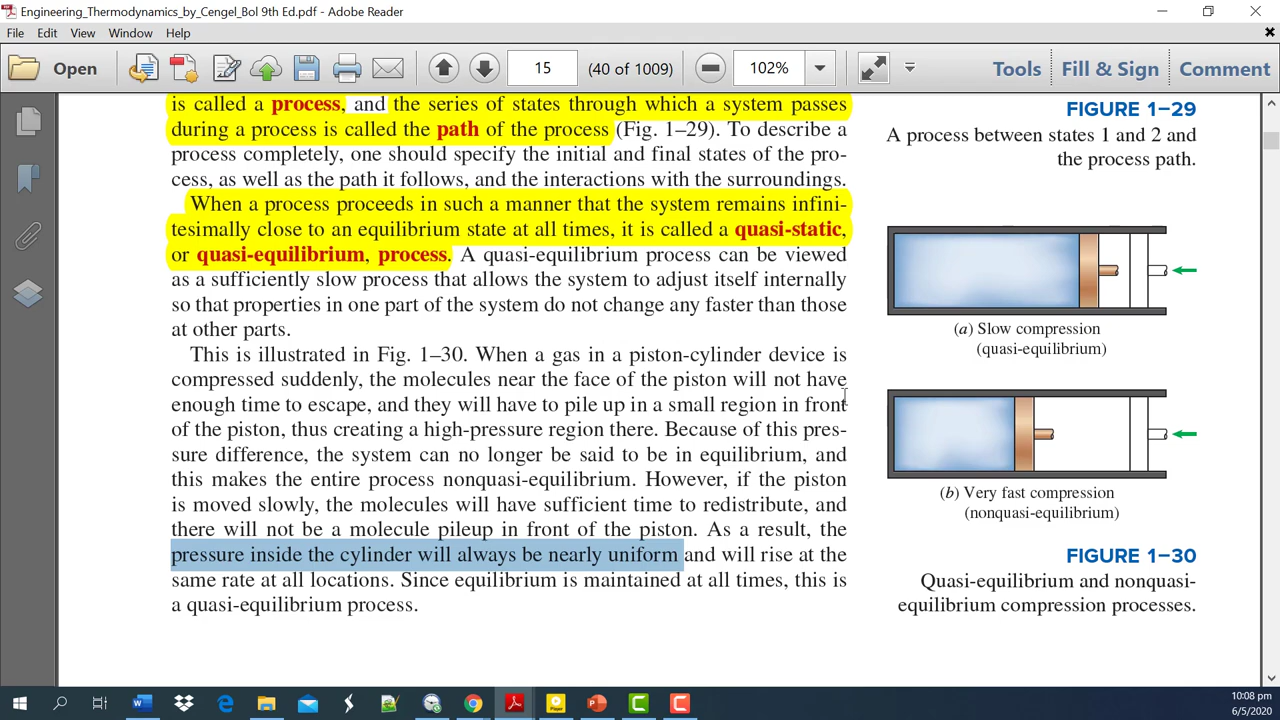 Engineering_Thermodynamics_by_Cengel_Bol 9th Ed.pdf - Adobe Reader
File Edit View Window Help
Open 15 (40 of 1009) 102% Tools Fill & Sign Comment
is called a process, and the series of states through which a system passes
during a process is called the path of the process (Fig. 1–29). To describe a
process completely, one should specify the initial and final states of the pro-
cess, as well as the path it follows, and the interactions with the surroundings.
When a process proceeds in such a manner that the system remains infini-
tesimally close to an equilibrium state at all times, it is called a quasi-static,
or quasi-equilibrium, process. A quasi-equilibrium process can be viewed
as a sufficiently slow process that allows the system to adjust itself internally
so that properties in one part of the system do not change any faster than those
at other parts.
This is illustrated in Fig. 1–30. When a gas in a piston-cylinder device is
compressed suddenly, the molecules near the face of the piston will not have
enough time to escape, and they will have to pile up in a small region in front
of the piston, thus creating a high-pressure region there. Because of this pres-
sure difference, the system can no longer be said to be in equilibrium, and
this makes the entire process nonquasi-equilibrium. However, if the piston
is moved slowly, the molecules will have sufficient time to redistribute, and
there will not be a molecule pileup in front of the piston. As a result, the
pressure inside the cylinder will always be nearly uniform and will rise at the
same rate at all locations. Since equilibrium is maintained at all times, this is
a quasi-equilibrium process.
FIGURE 1–29
A process between states 1 and 2 and
the process path.
(a) Slow compression
(quasi-equilibrium)
(b) Very fast compression
(nonquasi-equilibrium)
FIGURE 1–30
Quasi-equilibrium and nonquasi-
equilibrium compression processes.
10:08 pm
6/5/2020